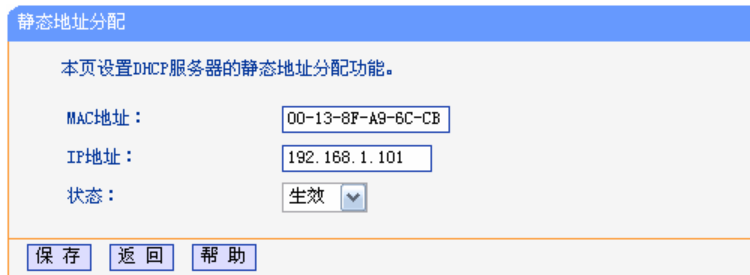 静态地址分配
本页设置DHCP服务器的静态地址分配功能。
MAC地址： 00-13-8F-A9-6C-CB
IP地址： 192.168.1.101
状态： 生效
保 存 返 回 帮 助